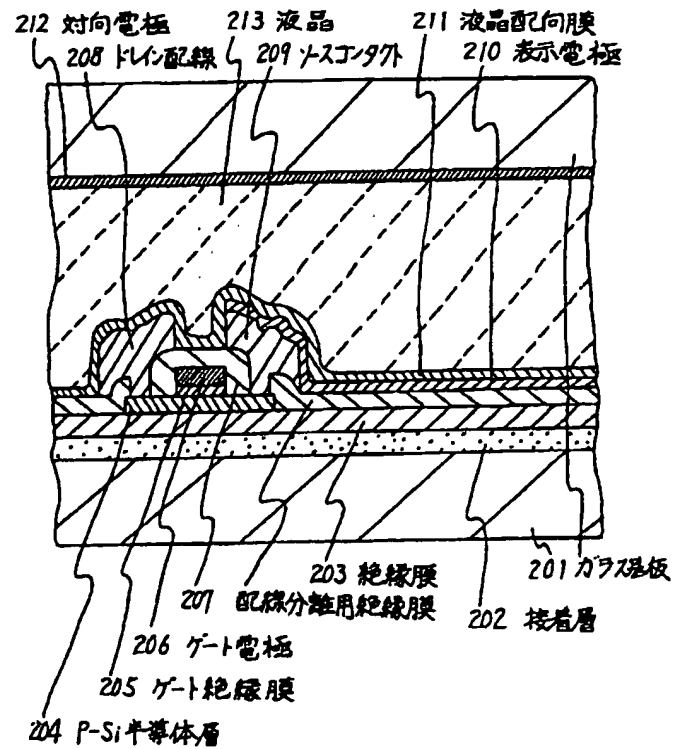 212 対向電極
213 液晶
211 液晶配向膜
208 ドレイン配線
209 ソースコンタクト
210 表示電極
201 ガラス基板
203 絶縁膜
207 配線分離用絶縁膜
202 接着層
206 ゲート電極
205 ゲート絶縁膜
204 P-Si半導体層